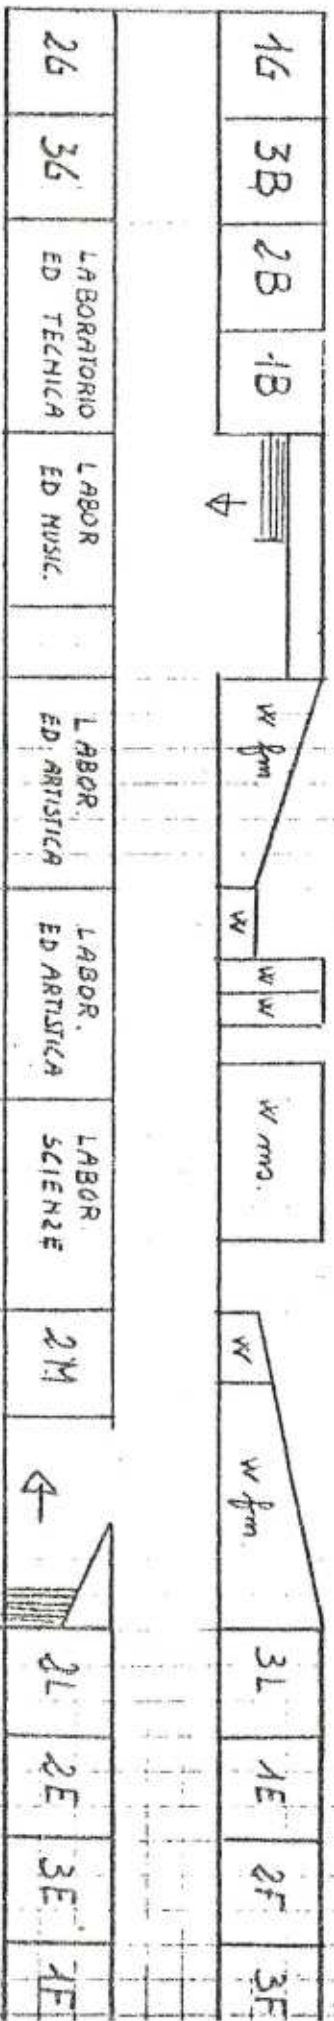 1G
3B
2B
1B
W fm.
W
W
W
W ms.
W
W fm.
3L
1E
2F
3F
2G
3G
LABORATORIO
ED TECNICA
LABOR
ED MUSIC.
LABOR.
ED. ARTISTICA
LABOR.
ED ARTISTICA
LABOR
SCIENZE
2M
2L
2E
3E
1F